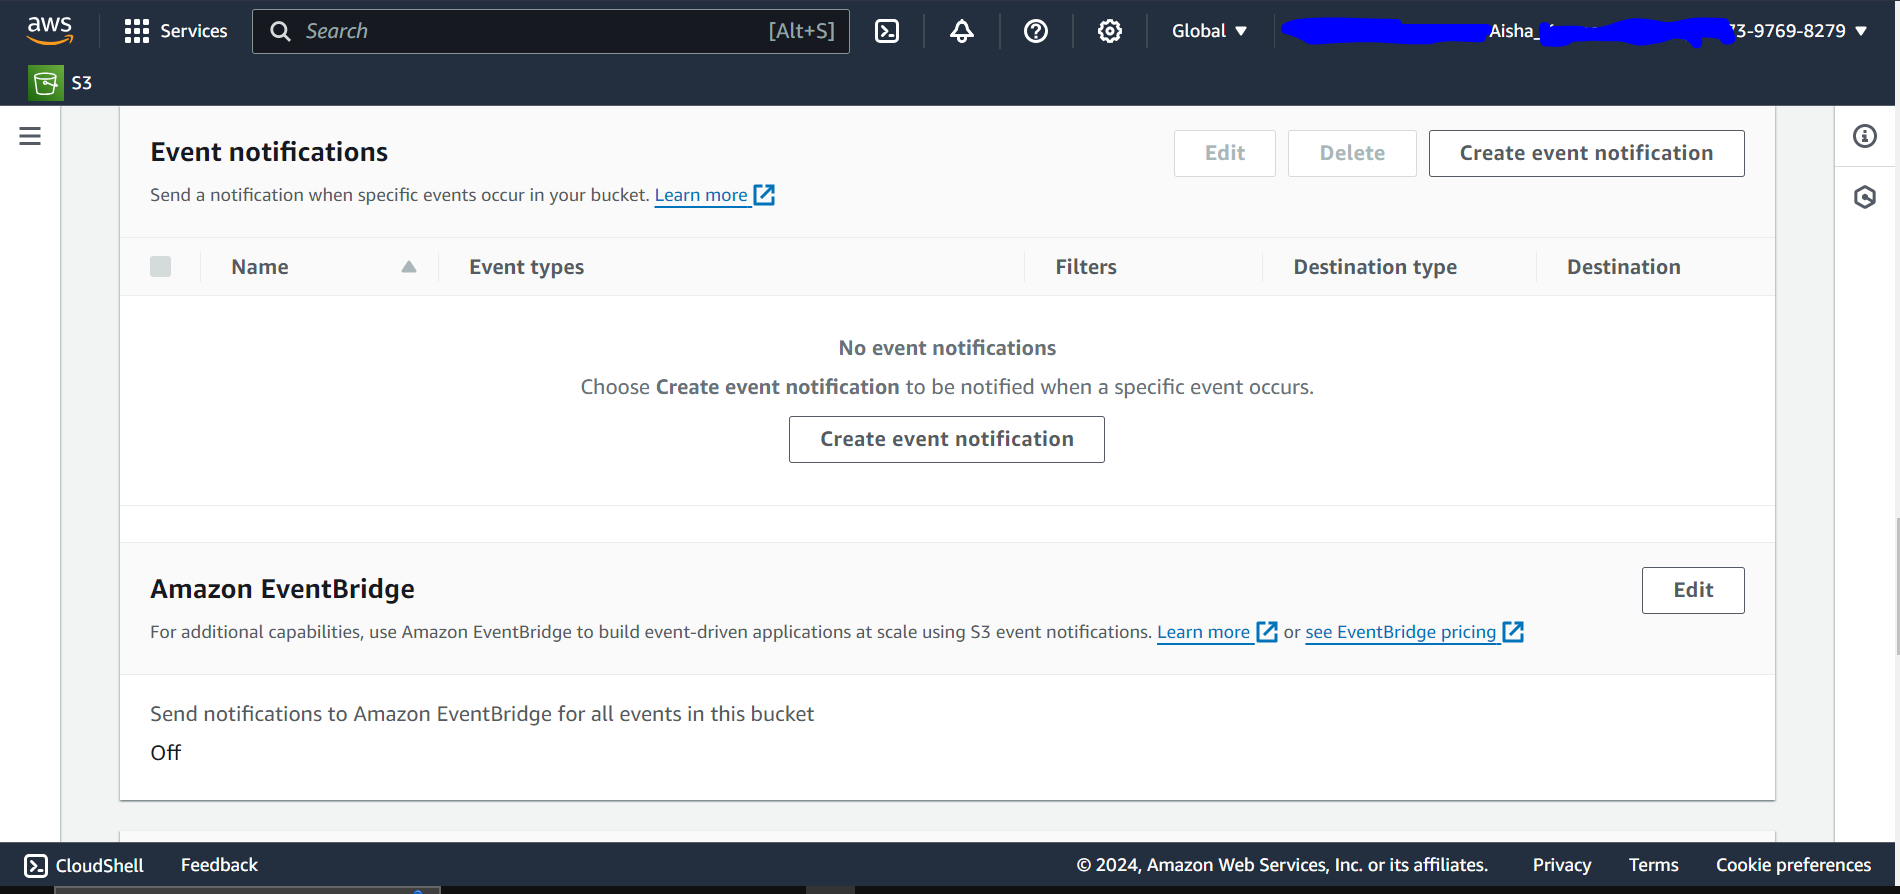 aws Services Search [Alt+S] Global Aisha_ 3-9769-8279
S3
Event notifications Edit Delete Create event notification
Send a notification when specific events occur in your bucket. Learn more
Name Event types Filters Destination type Destination
No event notifications
Choose Create event notification to be notified when a specific event occurs.
Create event notification
Amazon EventBridge Edit
For additional capabilities, use Amazon EventBridge to build event-driven applications at scale using S3 event notifications. Learn more or see EventBridge pricing
Send notifications to Amazon EventBridge for all events in this bucket
Off
CloudShell Feedback © 2024, Amazon Web Services, Inc. or its affiliates. Privacy Terms Cookie preferences